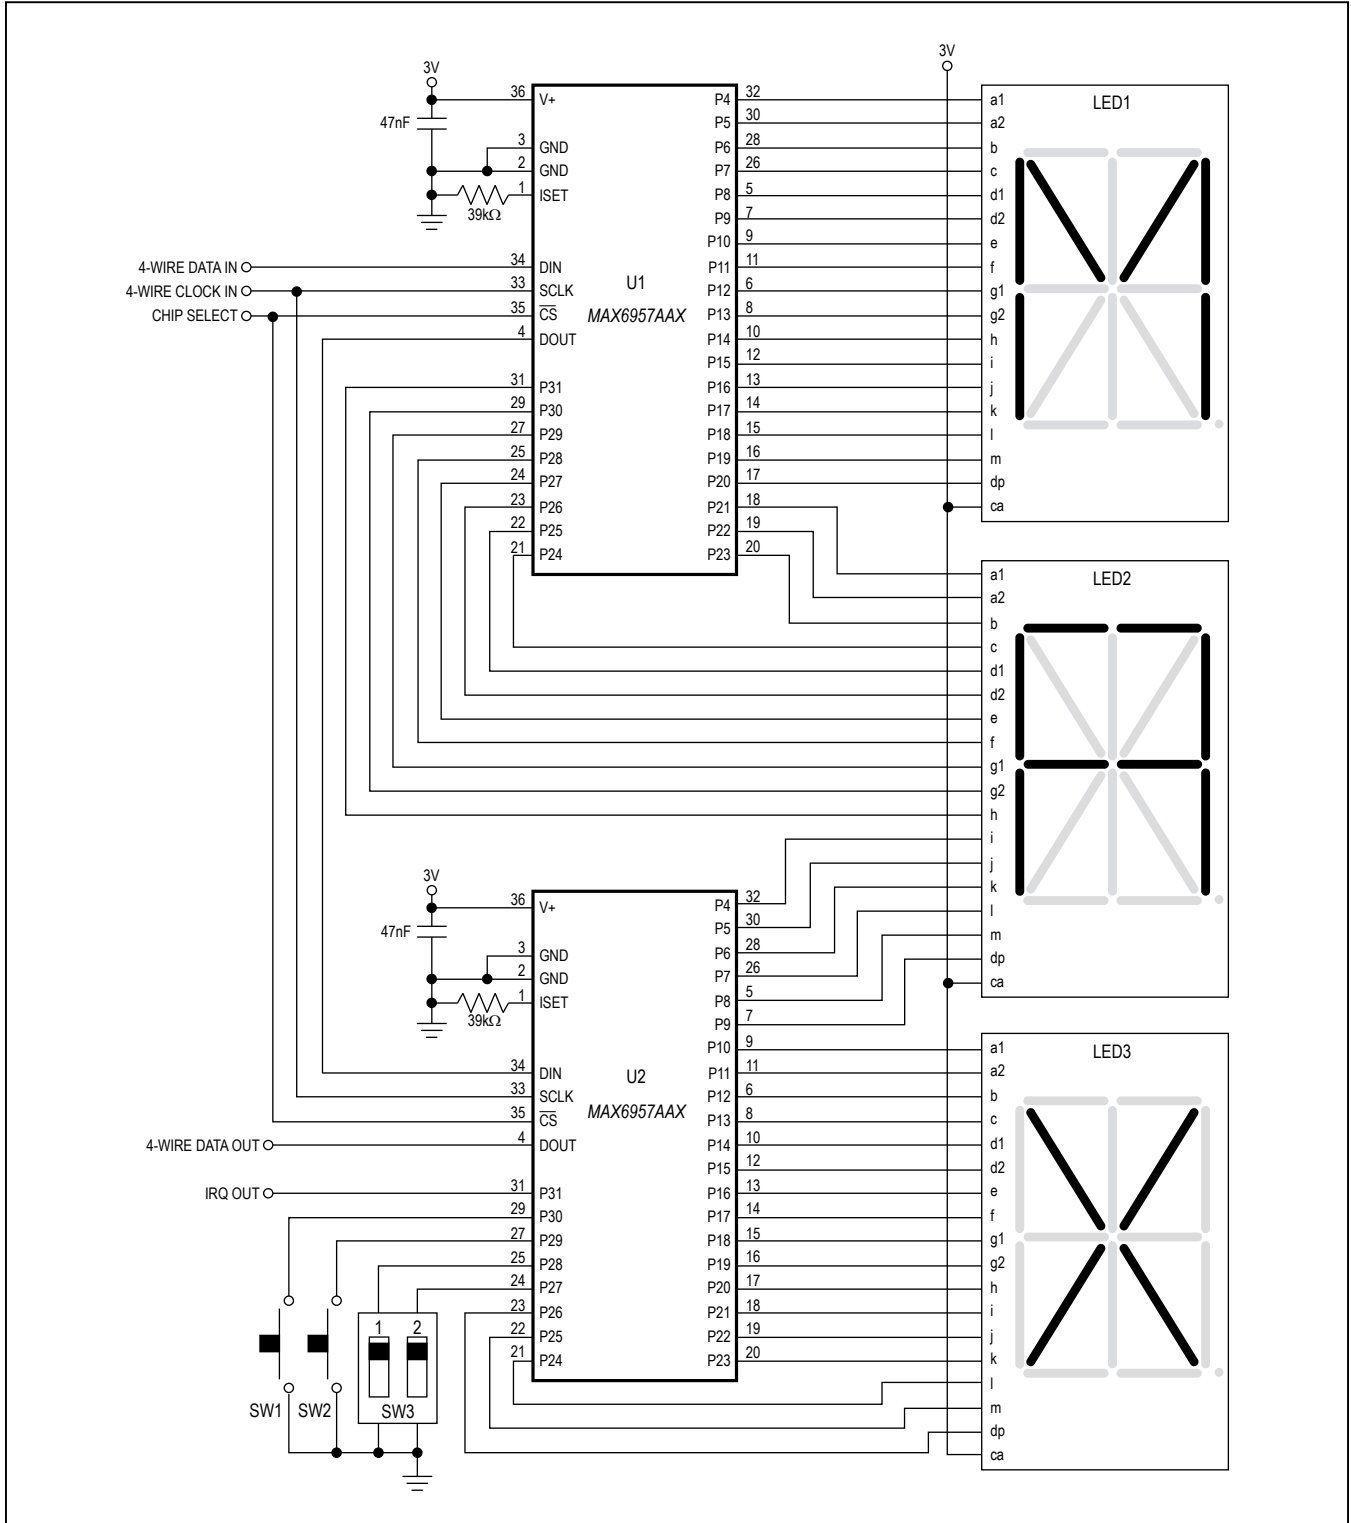 3V
47nF
39kΩ
36 V+
3 GND
2 GND
1 ISET
4-WIRE DATA IN 34 DIN
4-WIRE CLOCK IN 33 SCLK
CHIP SELECT 35 CS
4 DOUT
31 P31
29 P30
27 P29
25 P28
24 P27
23 P26
22 P25
21 P24
U1
MAX6957AAX
P4 32
P5 30
P6 28
P7 26
P8 5
P9 7
P10 9
P11 11
P12 6
P13 8
P14 10
P15 12
P16 13
P17 14
P18 15
P19 16
P20 17
P21 18
P22 19
P23 20
3V
LED1
a1
a2
b
c
d1
d2
e
f
g1
g2
h
i
j
k
l
m
dp
ca
LED2
a1
a2
b
c
d1
d2
e
f
g1
g2
h
i
j
k
l
m
dp
ca
3V
47nF
39kΩ
36 V+
3 GND
2 GND
1 ISET
34 DIN
33 SCLK
35 CS
4-WIRE DATA OUT 4 DOUT
IRQ OUT 31 P31
29 P30
27 P29
25 P28
24 P27
23 P26
22 P25
21 P24
U2
MAX6957AAX
P4 32
P5 30
P6 28
P7 26
P8 5
P9 7
P10 9
P11 11
P12 6
P13 8
P14 10
P15 12
P16 13
P17 14
P18 15
P19 16
P20 17
P21 18
P22 19
P23 20
LED3
a1
a2
b
c
d1
d2
e
f
g1
g2
h
i
j
k
l
m
dp
ca
1 2
SW1 SW2 SW3